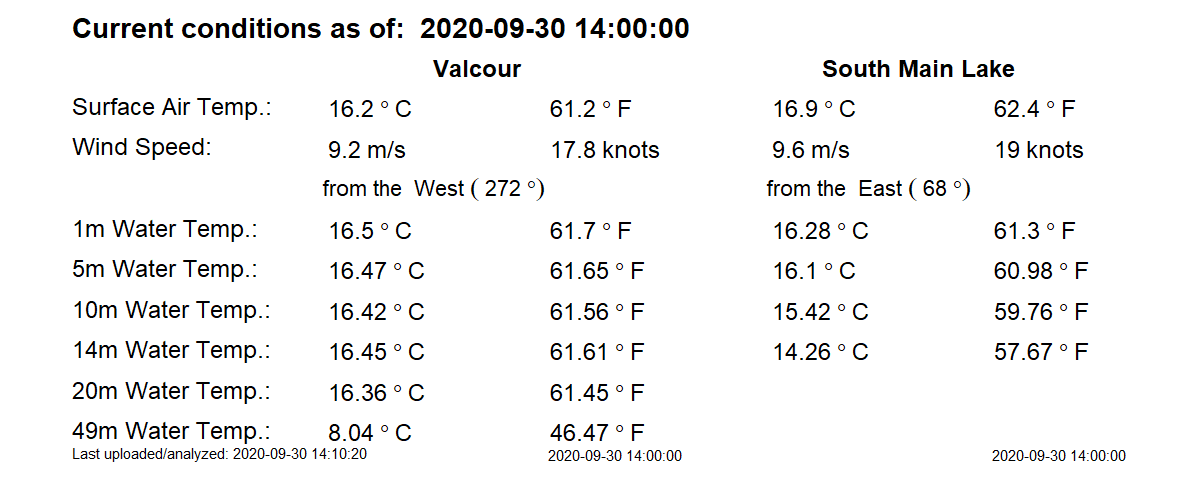 Current conditions as of: 2020-09-30 14:00:00
Valcour South Main Lake
Surface Air Temp.: 16.2 ° C 61.2 ° F 16.9 ° C 62.4 ° F
Wind Speed: 9.2 m/s 17.8 knots 9.6 m/s 19 knots
from the West ( 272 °) from the East ( 68 °)
1m Water Temp.: 16.5 ° C 61.7 ° F 16.28 ° C 61.3 ° F
5m Water Temp.: 16.47 ° C 61.65 ° F 16.1 ° C 60.98 ° F
10m Water Temp.: 16.42 ° C 61.56 ° F 15.42 ° C 59.76 ° F
14m Water Temp.: 16.45 ° C 61.61 ° F 14.26 ° C 57.67 ° F
20m Water Temp.: 16.36 ° C 61.45 ° F
49m Water Temp.: 8.04 ° C 46.47 ° F
Last uploaded/analyzed: 2020-09-30 14:10:20 2020-09-30 14:00:00 2020-09-30 14:00:00